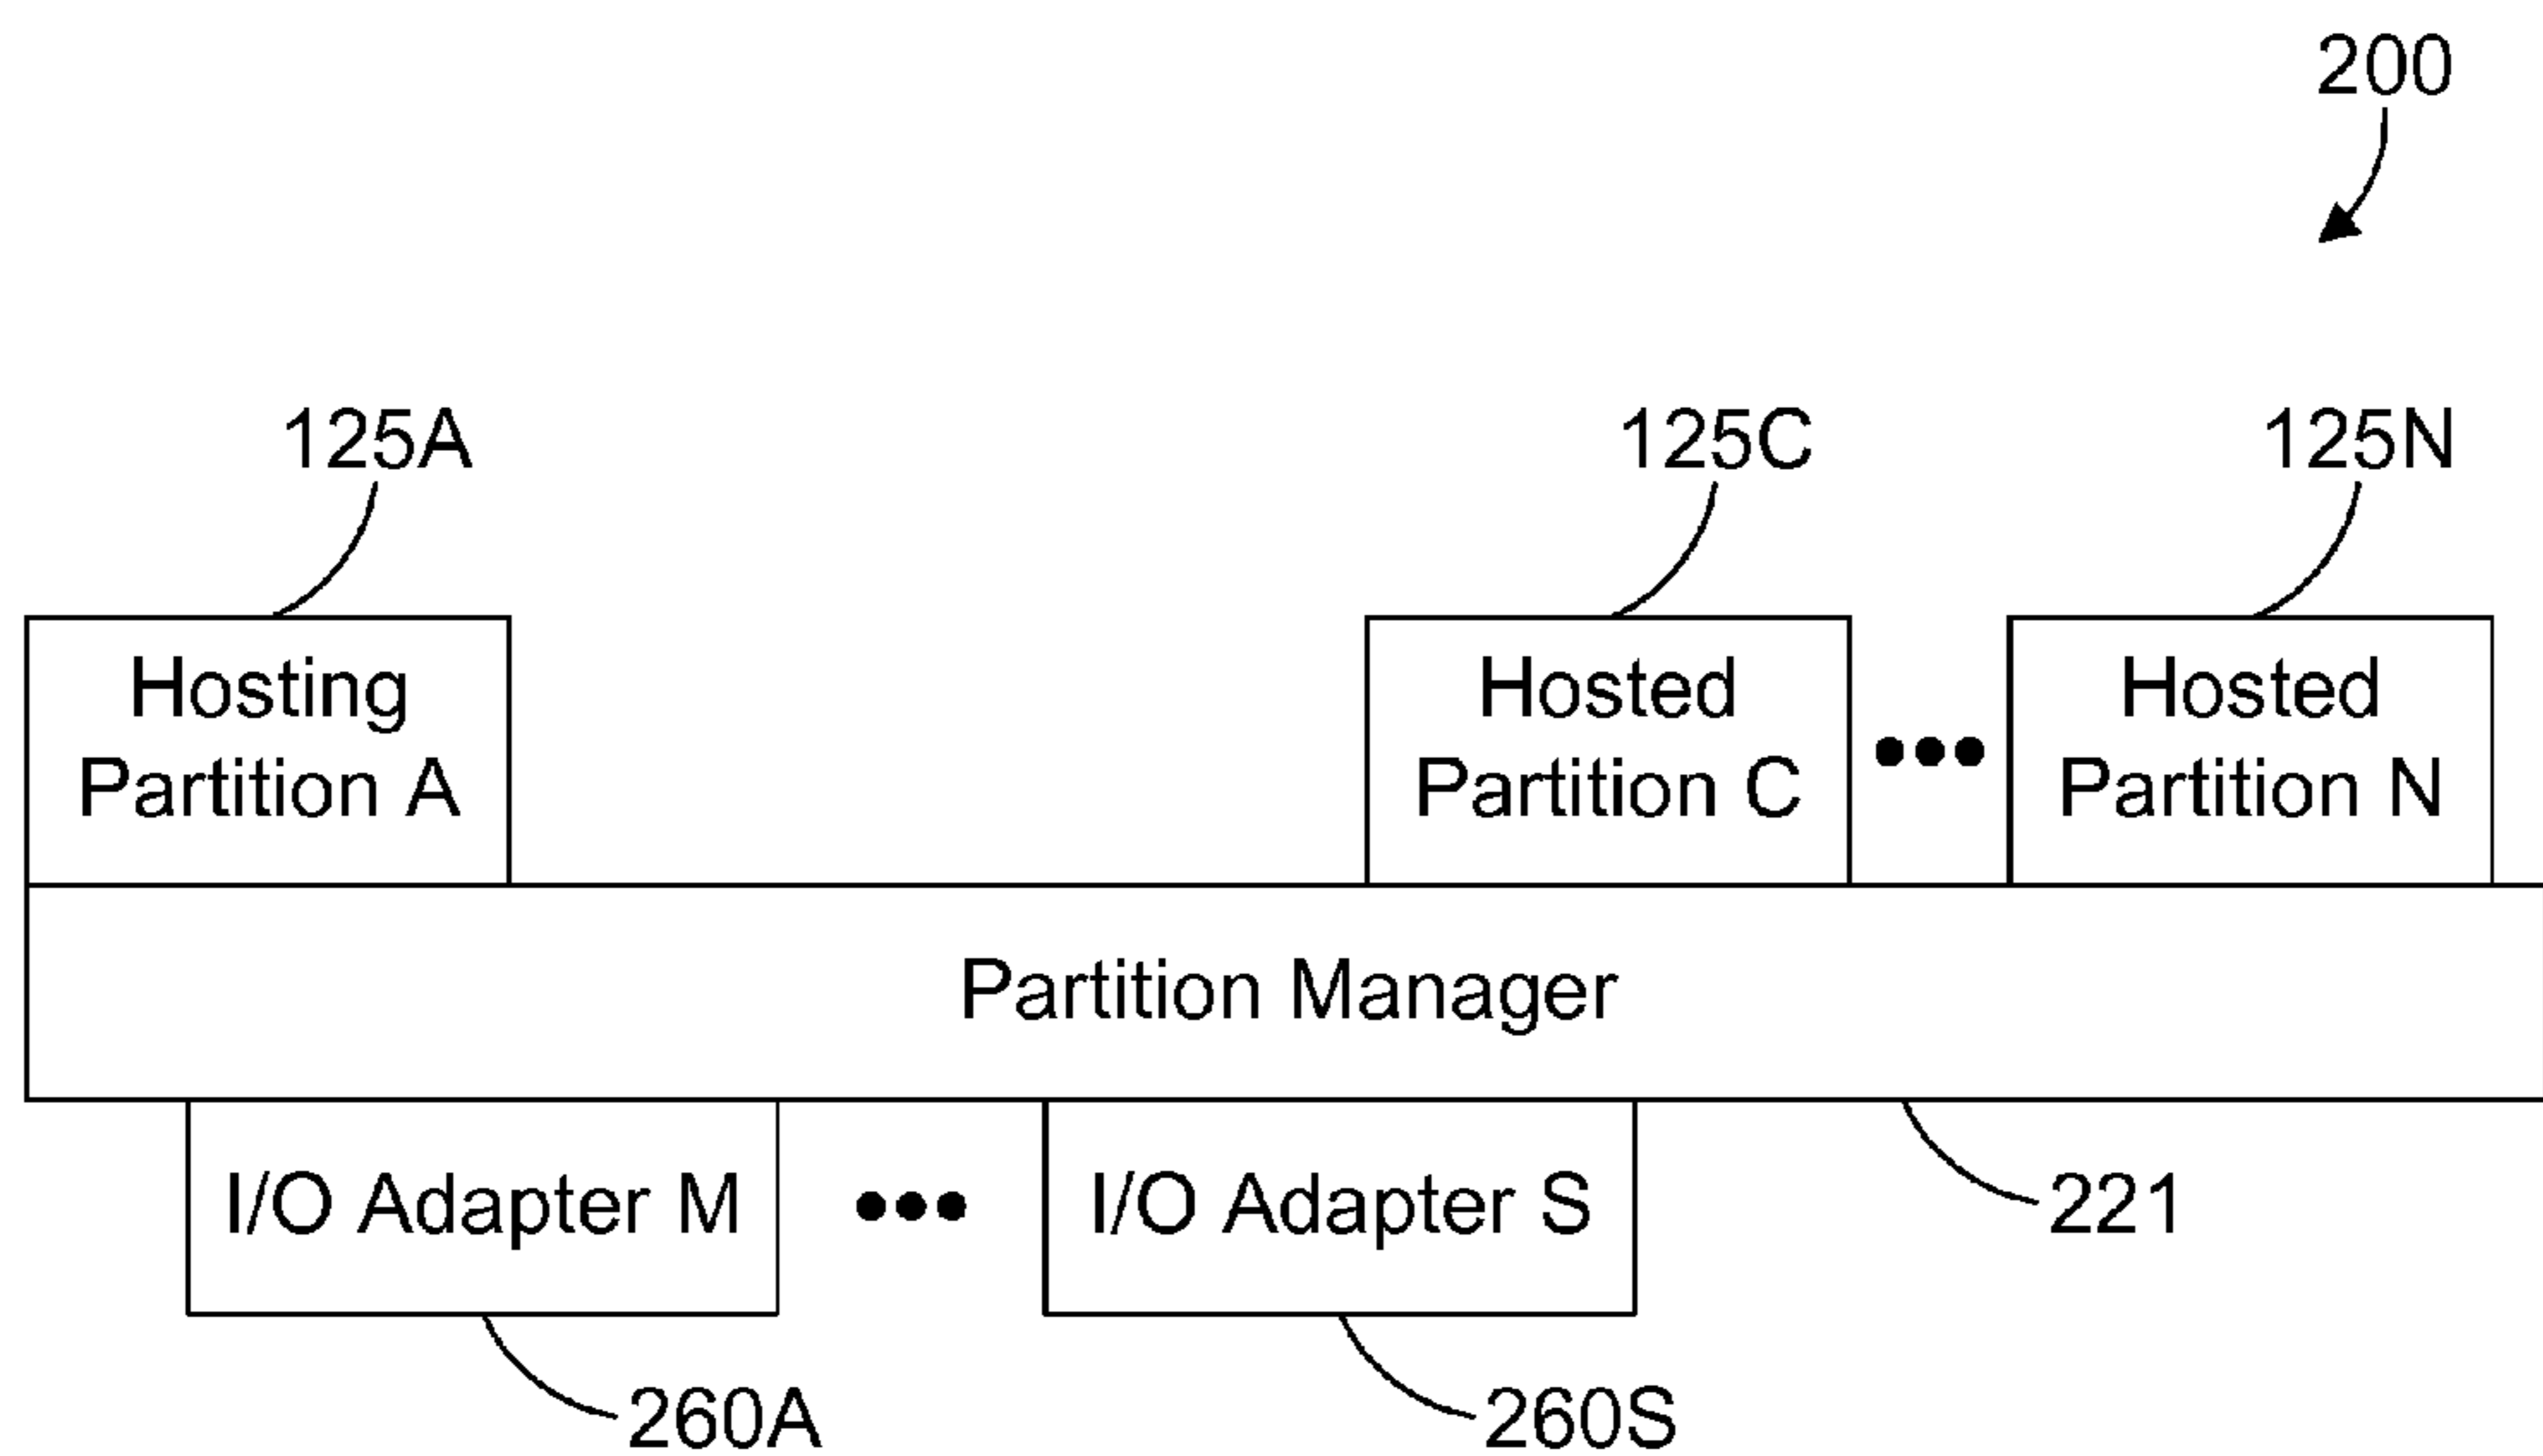 200
125A
125C
125N
Hosting
Partition A
Hosted
Partition C
Hosted
Partition N
Partition Manager
I/O Adapter M
I/O Adapter S
221
260A
260S